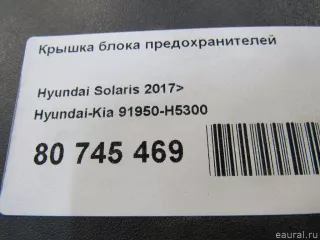 Крышка блока предохранителей
Hyundai Solaris 2017>
Hyundai-Kia 91950-H5300
80 745 469
eaural.ru